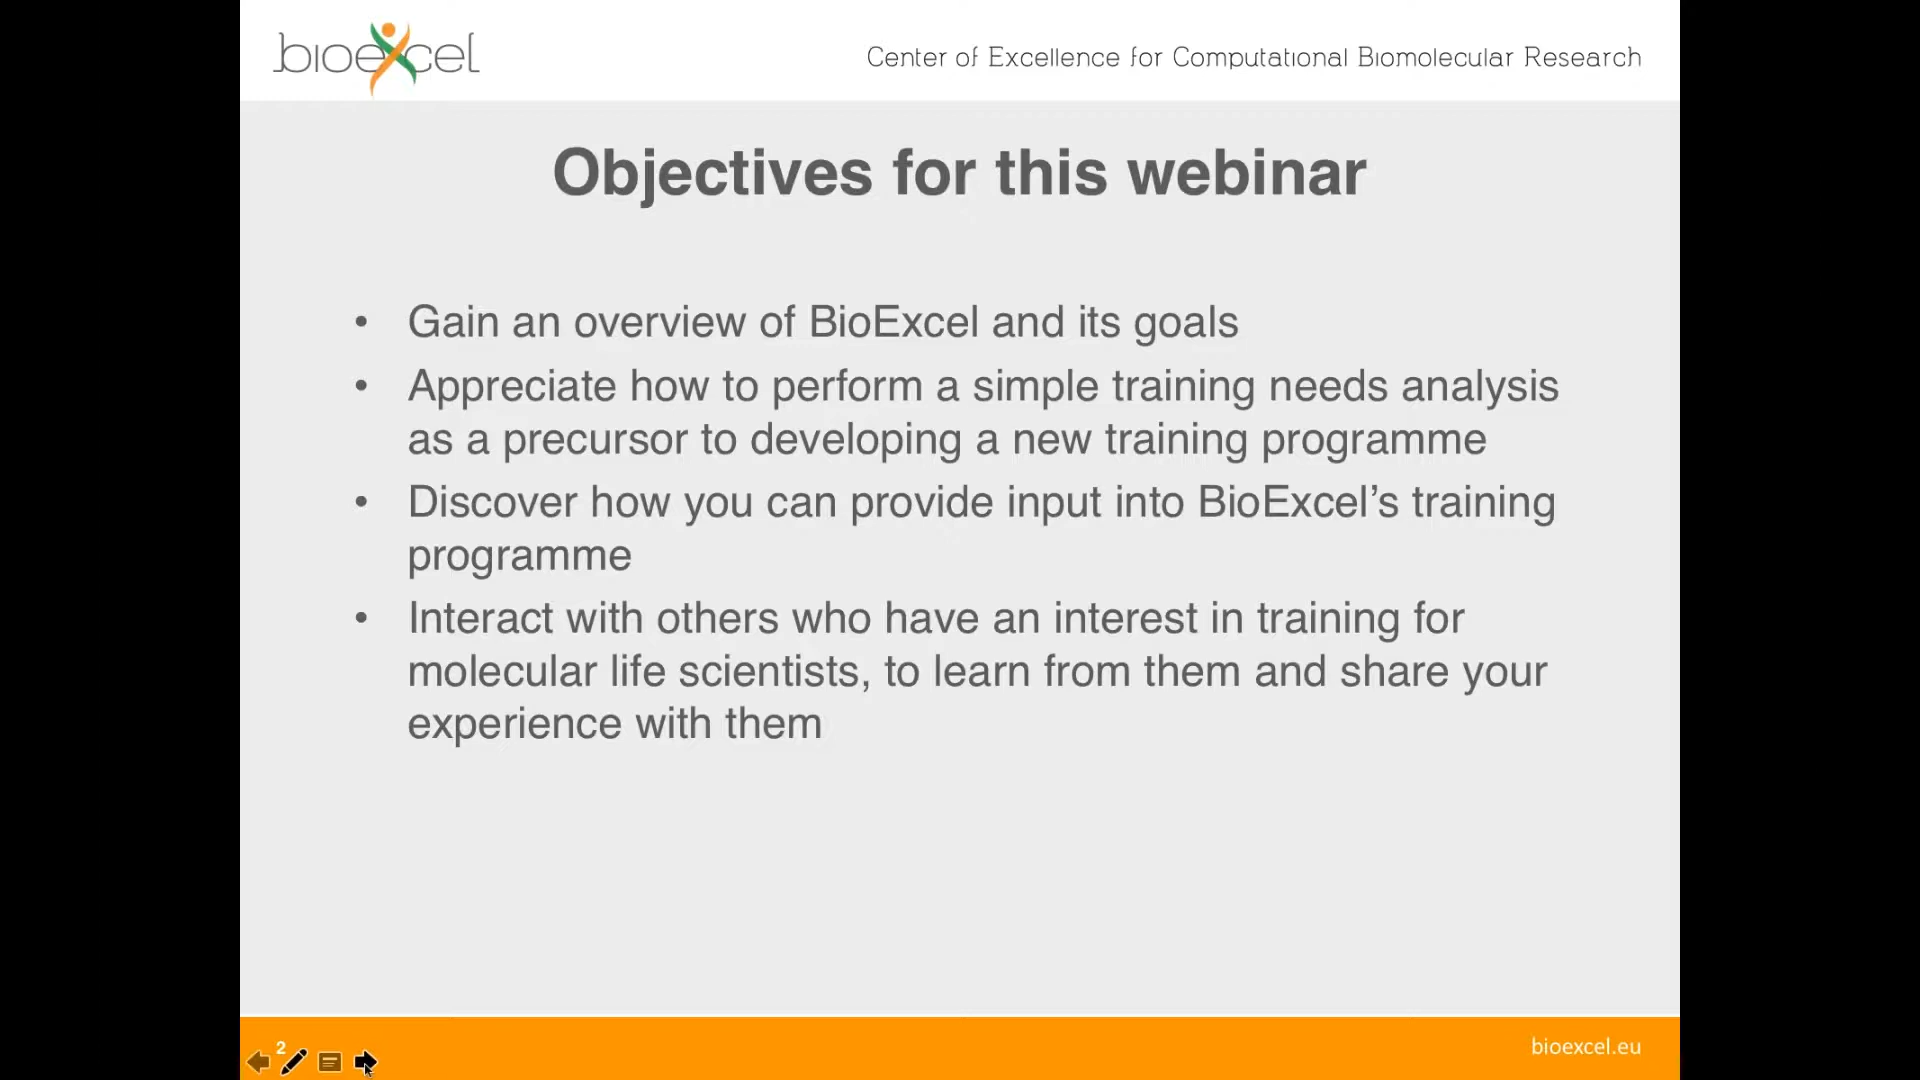 bioexcel
Center of Excellence for Computational Biomolecular Research
Objectives for this webinar
• Gain an overview of BioExcel and its goals
• Appreciate how to perform a simple training needs analysis
as a precursor to developing a new training programme
• Discover how you can provide input into BioExcel’s training
programme
• Interact with others who have an interest in training for
molecular life scientists, to learn from them and share your
experience with them
2
bioexcel.eu